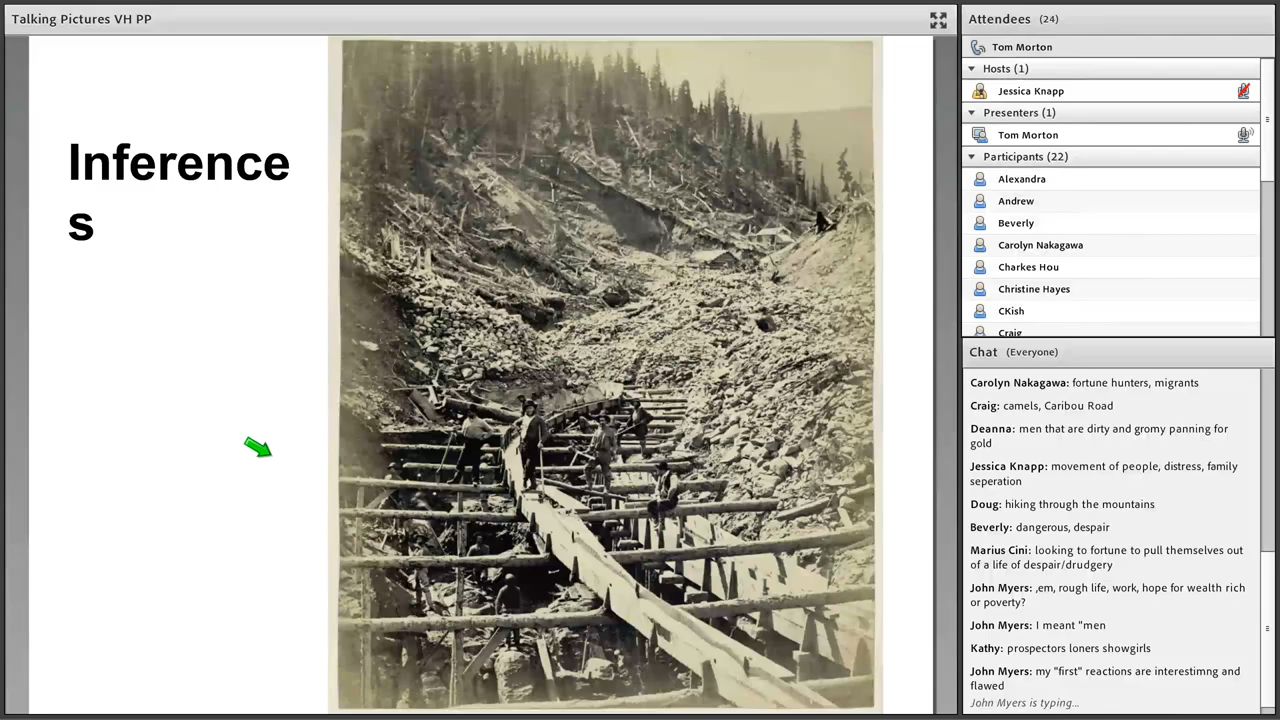 Talking Pictures VH PP
Inference
s
Attendees (24)
Tom Morton
Hosts (1)
Jessica Knapp
Presenters (1)
Tom Morton
Participants (22)
Alexandra
Andrew
Beverly
Carolyn Nakagawa
Charkes Hou
Christine Hayes
CKish
Craig
Chat (Everyone)
Carolyn Nakagawa: fortune hunters, migrants
Craig: camels, Caribou Road
Deanna: men that are dirty and gromy panning for
gold
Jessica Knapp: movement of people, distress, family
seperation
Doug: hiking through the mountains
Beverly: dangerous, despair
Marius Cini: looking to fortune to pull themselves out
of a life of despair/drudgery
John Myers: ,em, rough life, work, hope for wealth rich
or poverty?
John Myers: I meant "men
Kathy: prospectors loners showgirls
John Myers: my "first" reactions are interestimng and
flawed
John Myers is typing...